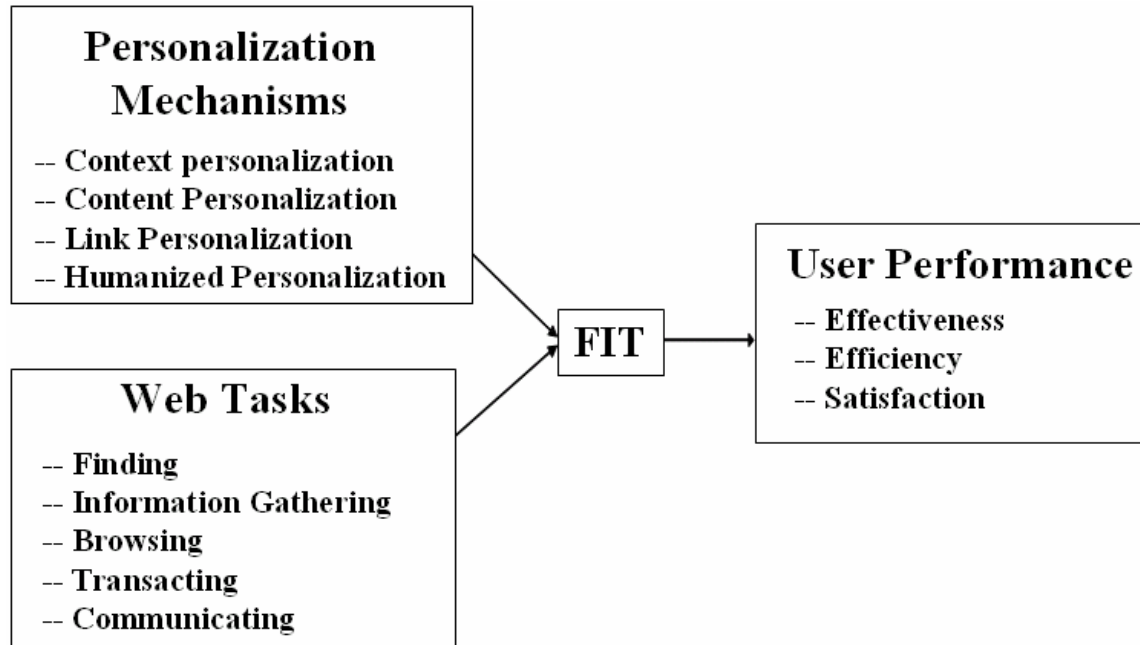 Personalization
Mechanisms
-- Context personalization
-- Content Personalization
-- Link Personalization
-- Humanized Personalization
Web Tasks
-- Finding
-- Information Gathering
-- Browsing
-- Transacting
-- Communicating
FIT
User Performance
-- Effectiveness
-- Efficiency
-- Satisfaction